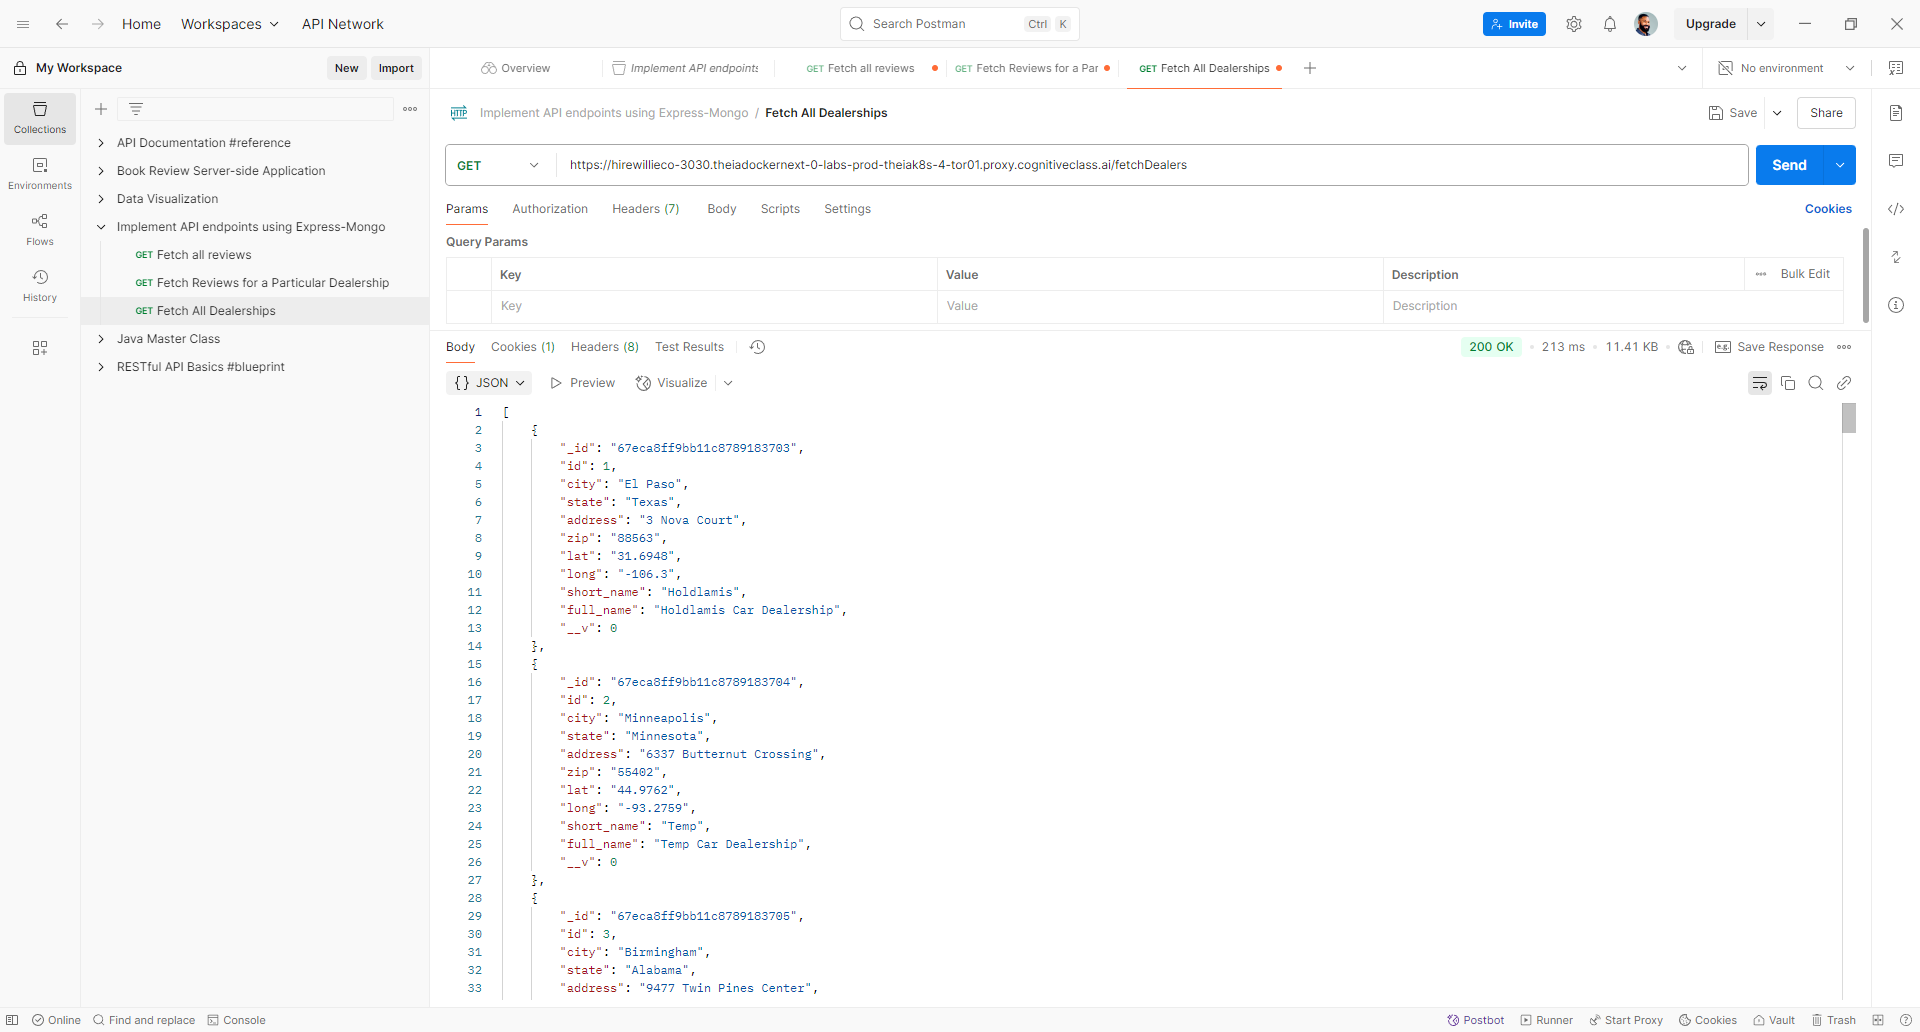 Home Workspaces API Network Search Postman Ctrl K Invite Upgrade
My Workspace New Import
Overview Implement API endpoints GET Fetch all reviews GET Fetch Reviews for a Par GET Fetch All Dealerships No environment
Collections
Environments
Flows
History
API Documentation #reference
Book Review Server-side Application
Data Visualization
Implement API endpoints using Express-Mongo
GET Fetch all reviews
GET Fetch Reviews for a Particular Dealership
GET Fetch All Dealerships
Java Master Class
RESTful API Basics #blueprint
HTTP Implement API endpoints using Express-Mongo / Fetch All Dealerships Save Share
GET https://hirewillieco-3030.theiadockernext-0-labs-prod-theiak8s-4-tor01.proxy.cognitiveclass.ai/fetchDealers Send
Params Authorization Headers (7) Body Scripts Settings Cookies
Query Params
Key Value Description Bulk Edit
Key Value Description
Body Cookies (1) Headers (8) Test Results 200 OK 213 ms 11.41 KB e.g. Save Response
{} JSON Preview Visualize
1 [
2 {
3 "_id": "67eca8ff9bb11c8789183703",
4 "id": 1,
5 "city": "El Paso",
6 "state": "Texas",
7 "address": "3 Nova Court",
8 "zip": "88563",
9 "lat": "31.6948",
10 "long": "-106.3",
11 "short_name": "Holdlamis",
12 "full_name": "Holdlamis Car Dealership",
13 "__v": 0
14 },
15 {
16 "_id": "67eca8ff9bb11c8789183704",
17 "id": 2,
18 "city": "Minneapolis",
19 "state": "Minnesota",
20 "address": "6337 Butternut Crossing",
21 "zip": "55402",
22 "lat": "44.9762",
23 "long": "-93.2759",
24 "short_name": "Temp",
25 "full_name": "Temp Car Dealership",
26 "__v": 0
27 },
28 {
29 "_id": "67eca8ff9bb11c8789183705",
30 "id": 3,
31 "city": "Birmingham",
32 "state": "Alabama",
33 "address": "9477 Twin Pines Center",
Online Find and replace Console Postbot Runner Start Proxy Cookies Vault Trash